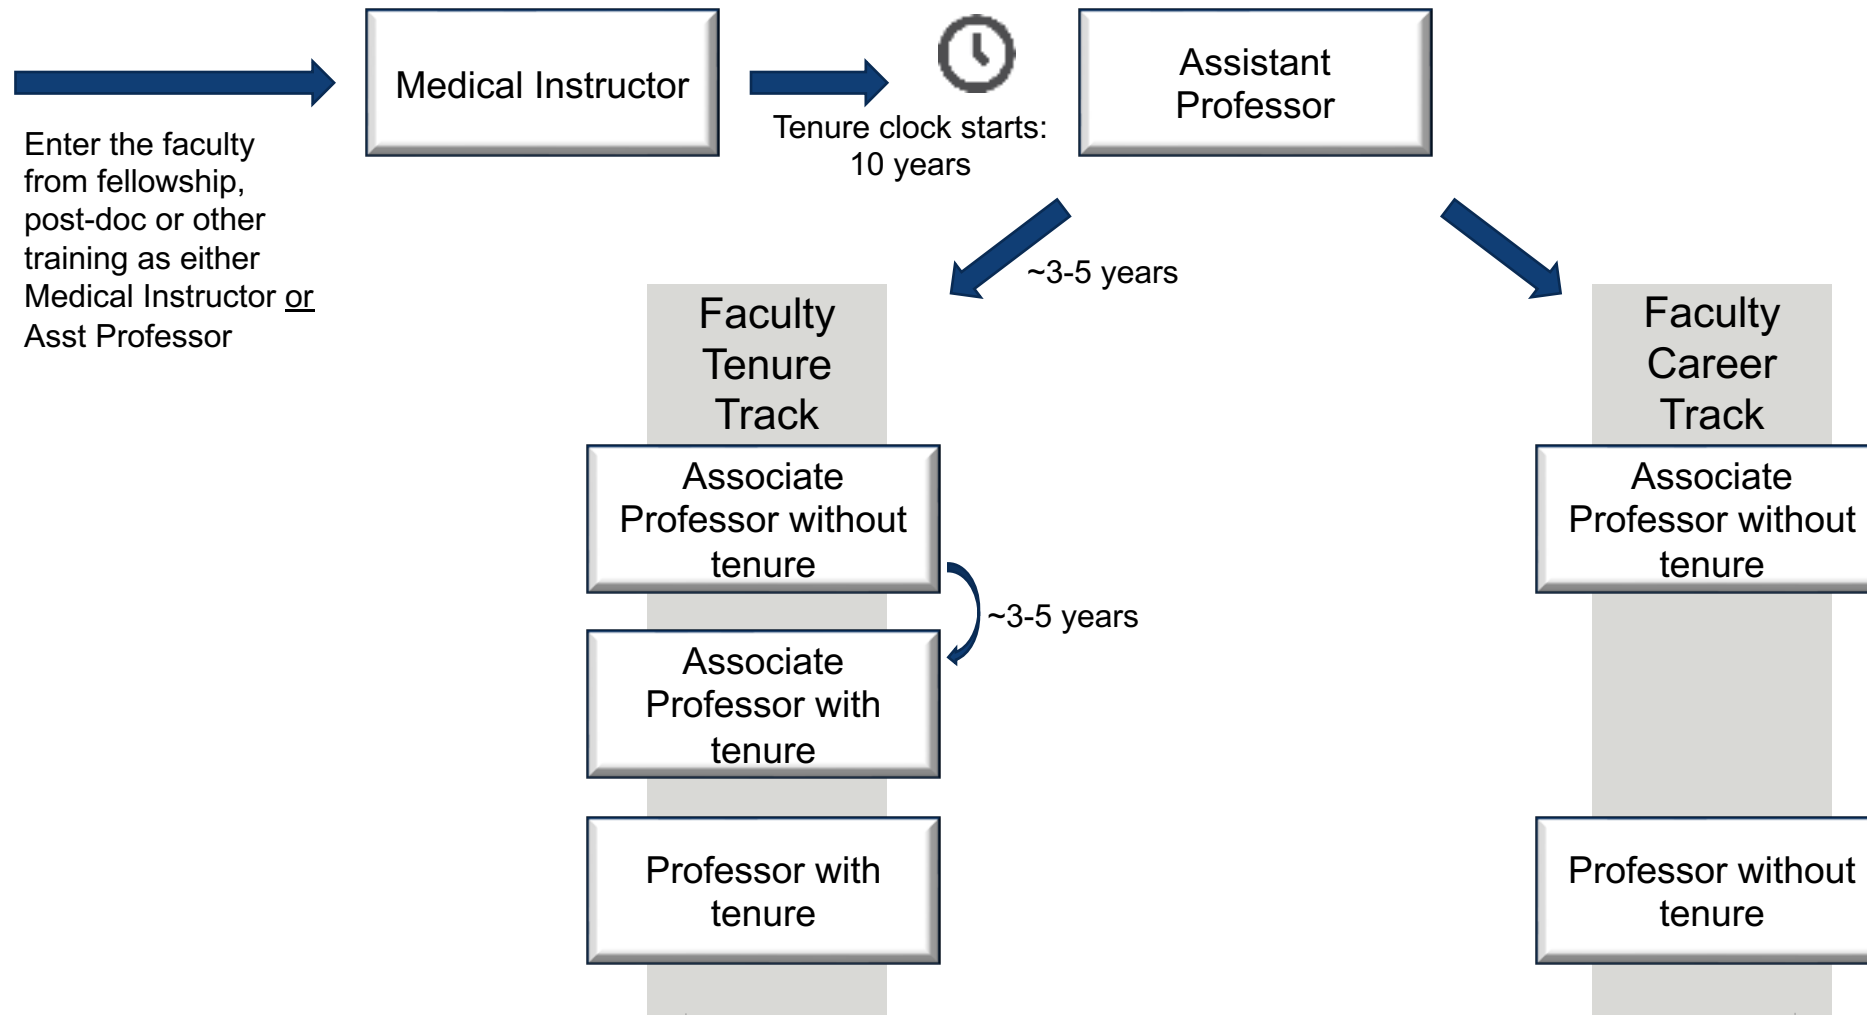 Medical Instructor
Assistant
Professor
Tenure clock starts:
10 years
Enter the faculty
from fellowship,
post-doc or other
training as either
Medical Instructor or
Asst Professor
~3-5 years
Faculty
Tenure
Track
Associate
Professor without
tenure
~3-5 years
Associate
Professor with
tenure
Professor with
tenure
Faculty
Career
Track
Associate
Professor without
tenure
Professor without
tenure